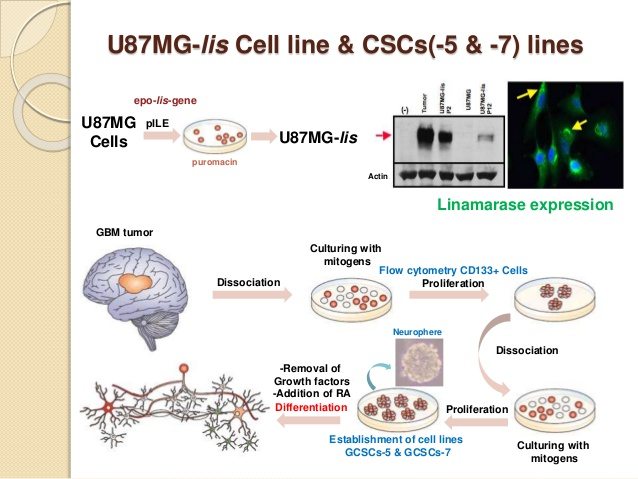 U87MG-lis Cell line & CSCs(-5 & -7) lines
epo-lis-gene
U87MG
Cells
pILE
puromacin
U87MG-lis
(-)
Tumor
U87MG-lis
P2
U87MG
U87MG-lis
P12
Actin
Linamarase expression
GBM tumor
Dissociation
Culturing with
mitogens
Flow cytometry CD133+ Cells
Proliferation
Neurophere
Dissociation
-Removal of
Growth factors
-Addition of RA
Differentiation
Proliferation
Establishment of cell lines
GCSCs-5 & GCSCs-7
Culturing with
mitogens